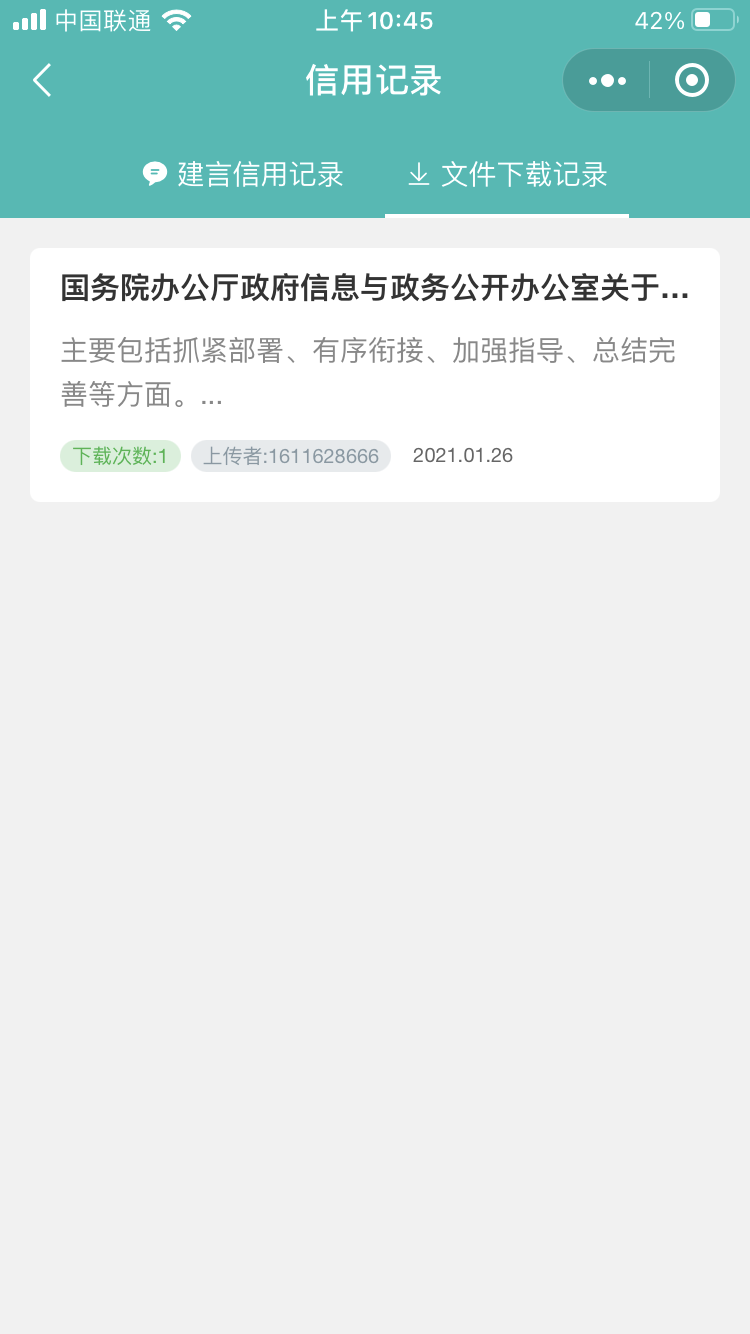 中国联通 上午10:45 42%
信用记录
建言信用记录 文件下载记录
国务院办公厅政府信息与政务公开办公室关于...
主要包括抓紧部署、有序衔接、加强指导、总结完
善等方面。...
下载次数:1 上传者:1611628666 2021.01.26